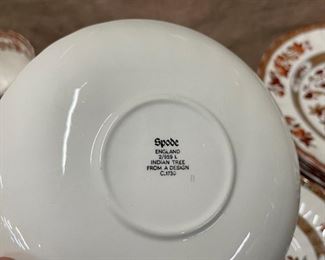 Spode
ENGLAND
2/959 L
INDIAN TREE
FROM A DESIGN
C.1730